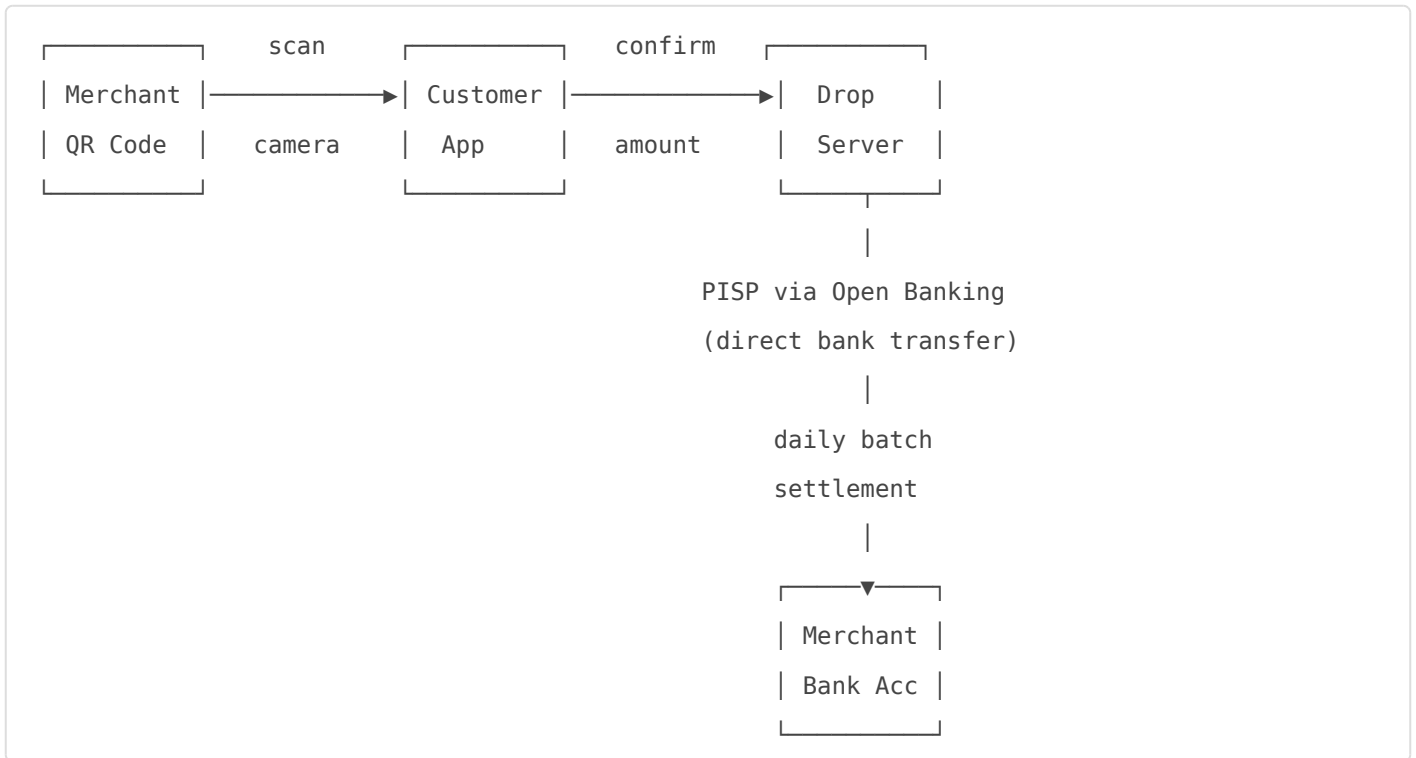 scan confirm
Merchant Customer Drop
QR Code camera App amount Server
PISP via Open Banking
(direct bank transfer)
daily batch
settlement
Merchant
Bank Acc